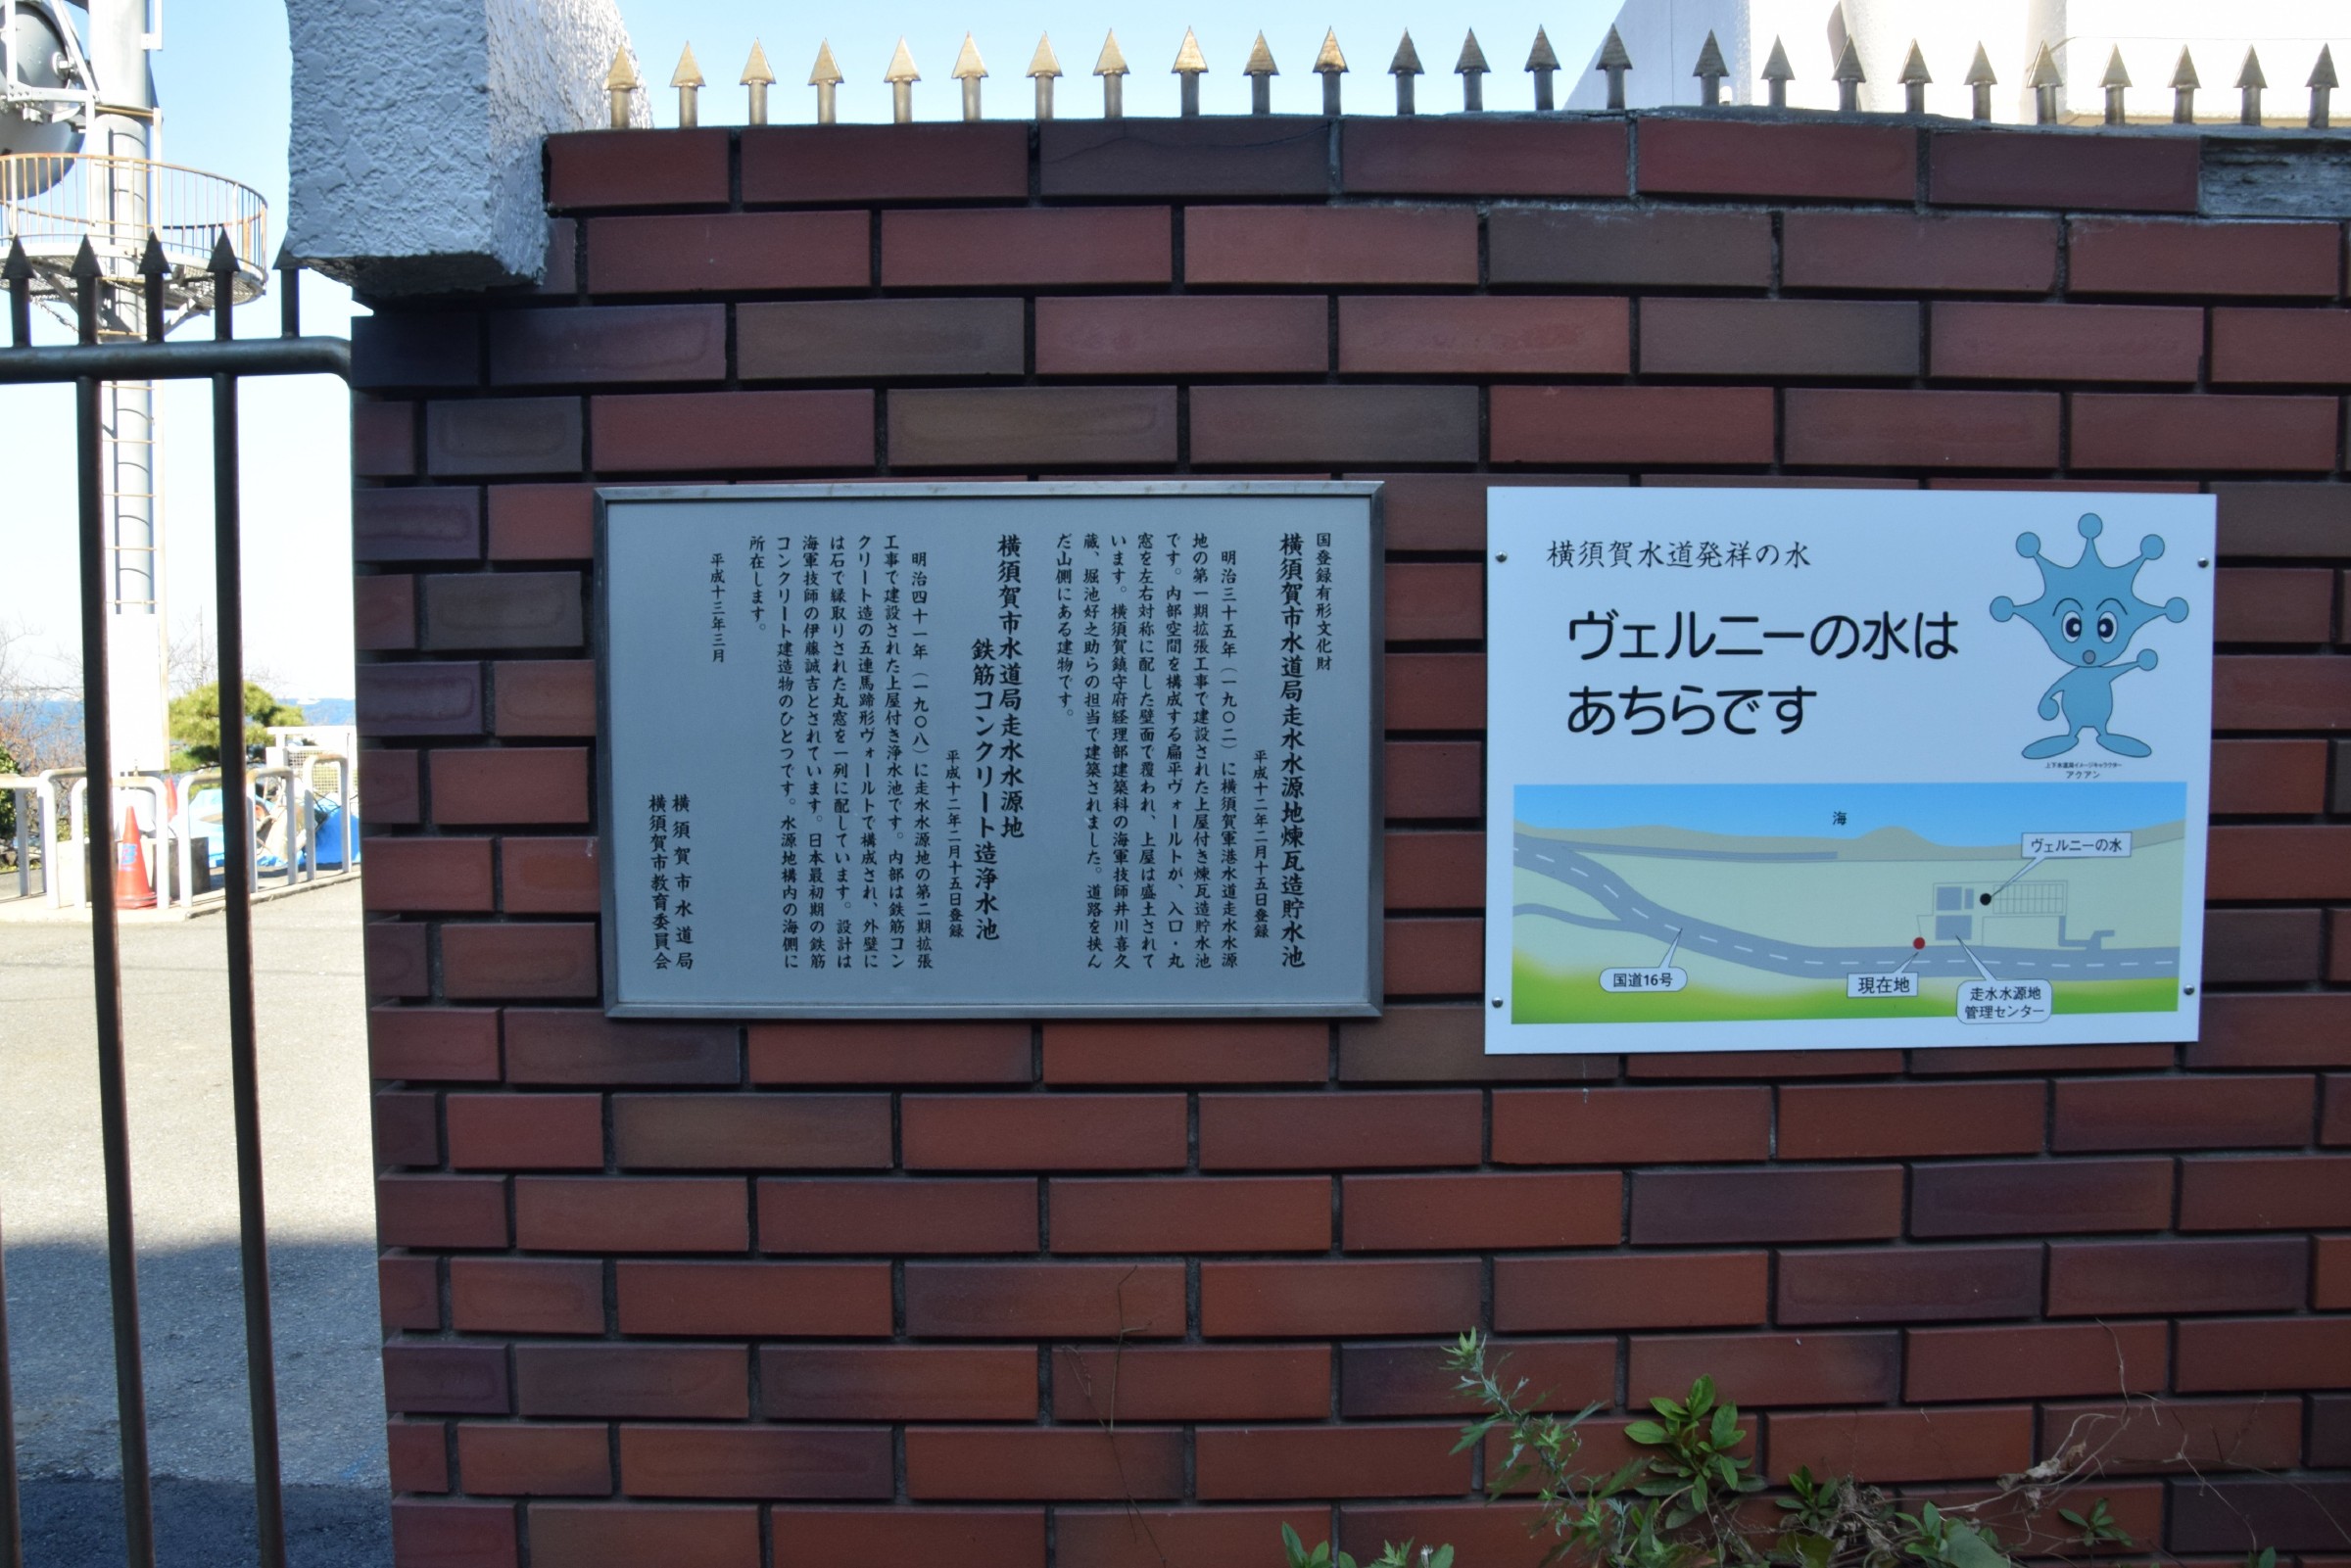 国登録有形文化財
横須賀市水道局走水水源地煉瓦造貯水池
平成十二年二月十五日登録
明治三十五年（一九〇二）に横須賀軍港水道走水水源
地の第一期拡張工事で建設された上屋付き煉瓦造貯水池
です。内部空間を構成する扁平ヴォールトが、入口・丸
窓を左右対称に配した壁面で覆われ、上屋は盛土されて
います。横須賀鎮守府経理部建築科の海軍技師井川喜久
蔵、堀池好之助らの担当で建築されました。道路を挟ん
だ山側にある建物です。
横須賀市水道局走水水源地
鉄筋コンクリート造浄水池
平成十二年二月十五日登録
明治四十一年（一九〇八）に走水水源地の第二期拡張
工事で建設された上屋付き浄水池です。内部は鉄筋コン
クリート造の五連馬蹄形ヴォールトで構成され、外壁に
は石で縁取りされた丸窓を一列に配しています。設計は
海軍技師の伊藤誠吉とされています。日本最初期の鉄筋
コンクリート建造物のひとつです。水源地構内の海側に
所在します。
平成十三年三月
横須賀市水道局
横須賀市教育委員会
横須賀水道発祥の水
ヴェルニーの水は
あちらです
上下水道局イメージキャラクター
アクアン
海
ヴェルニーの水
国道16号
現在地
走水水源地
管理センター